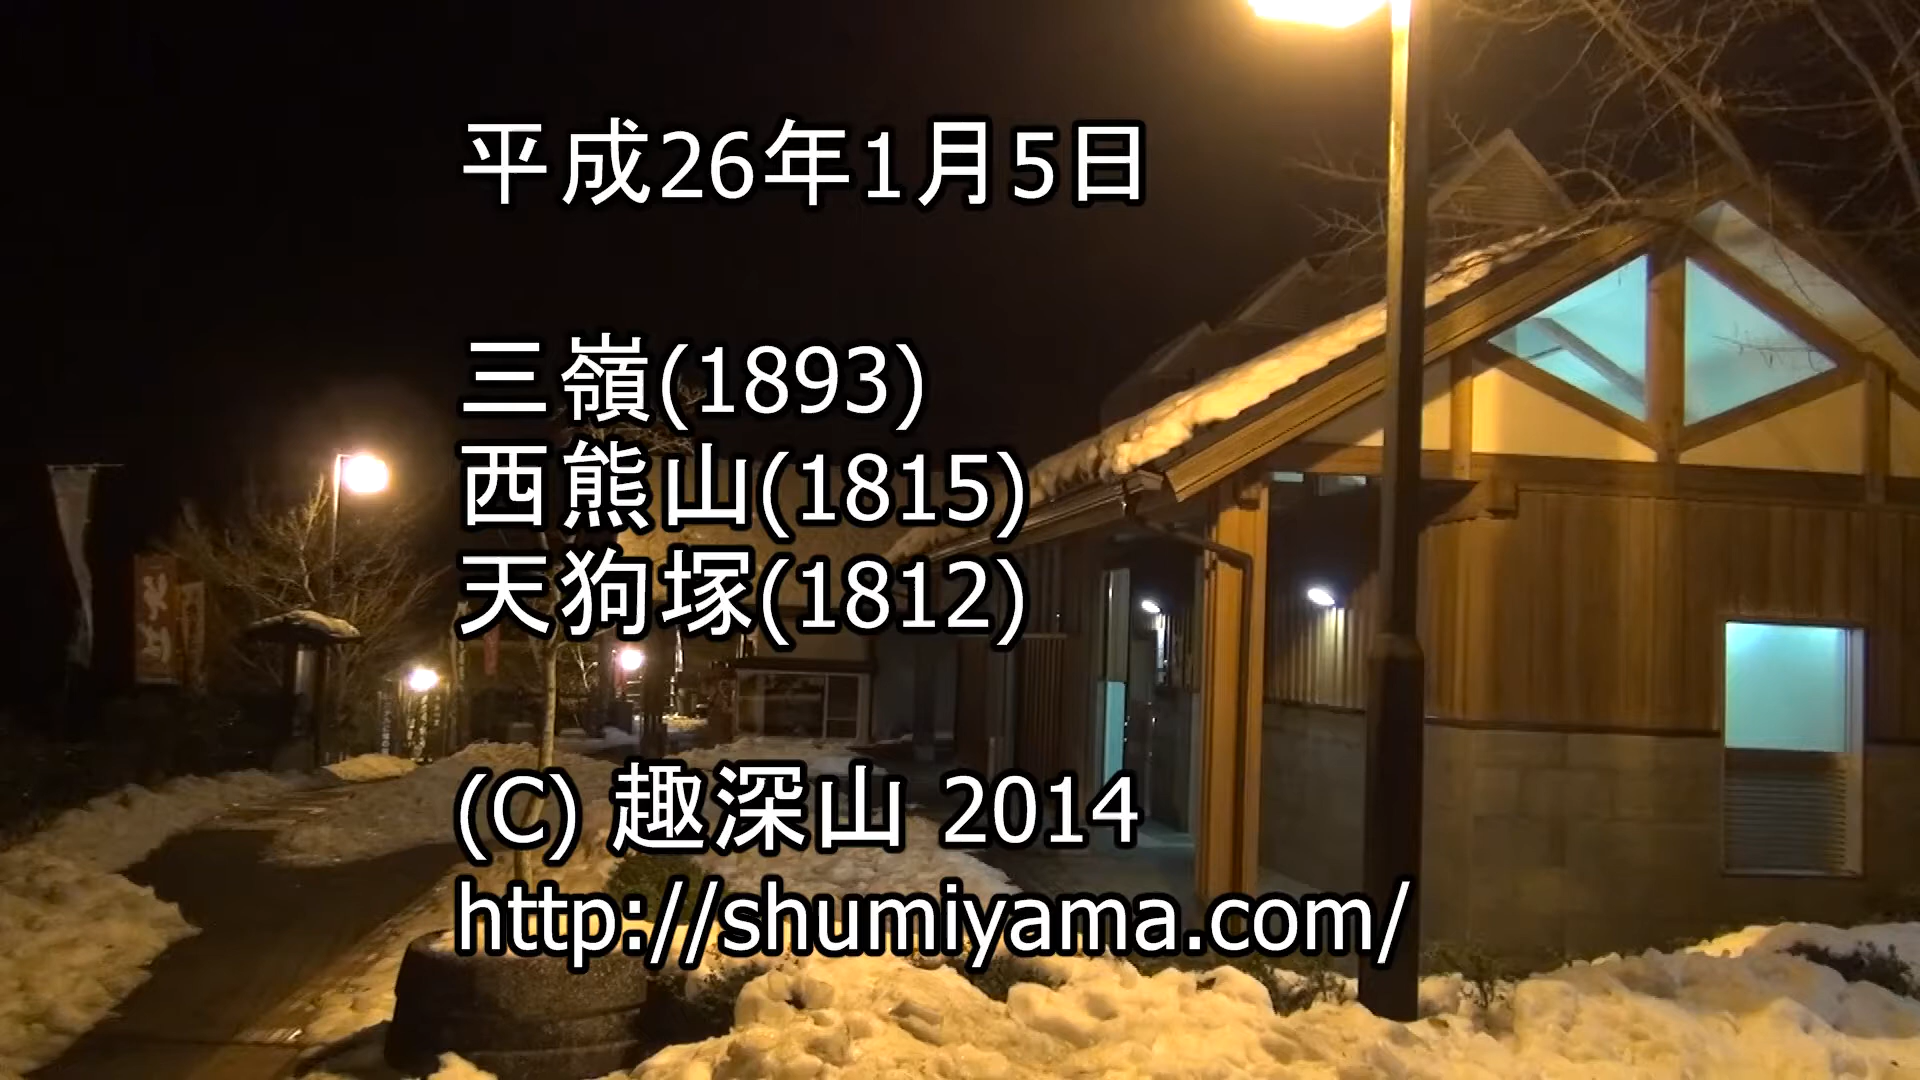 平成26年1月5日
三嶺(1893)
西熊山(1815)
天狗塚(1812)
(C) 趣深山 2014
http://shumiyama.com/